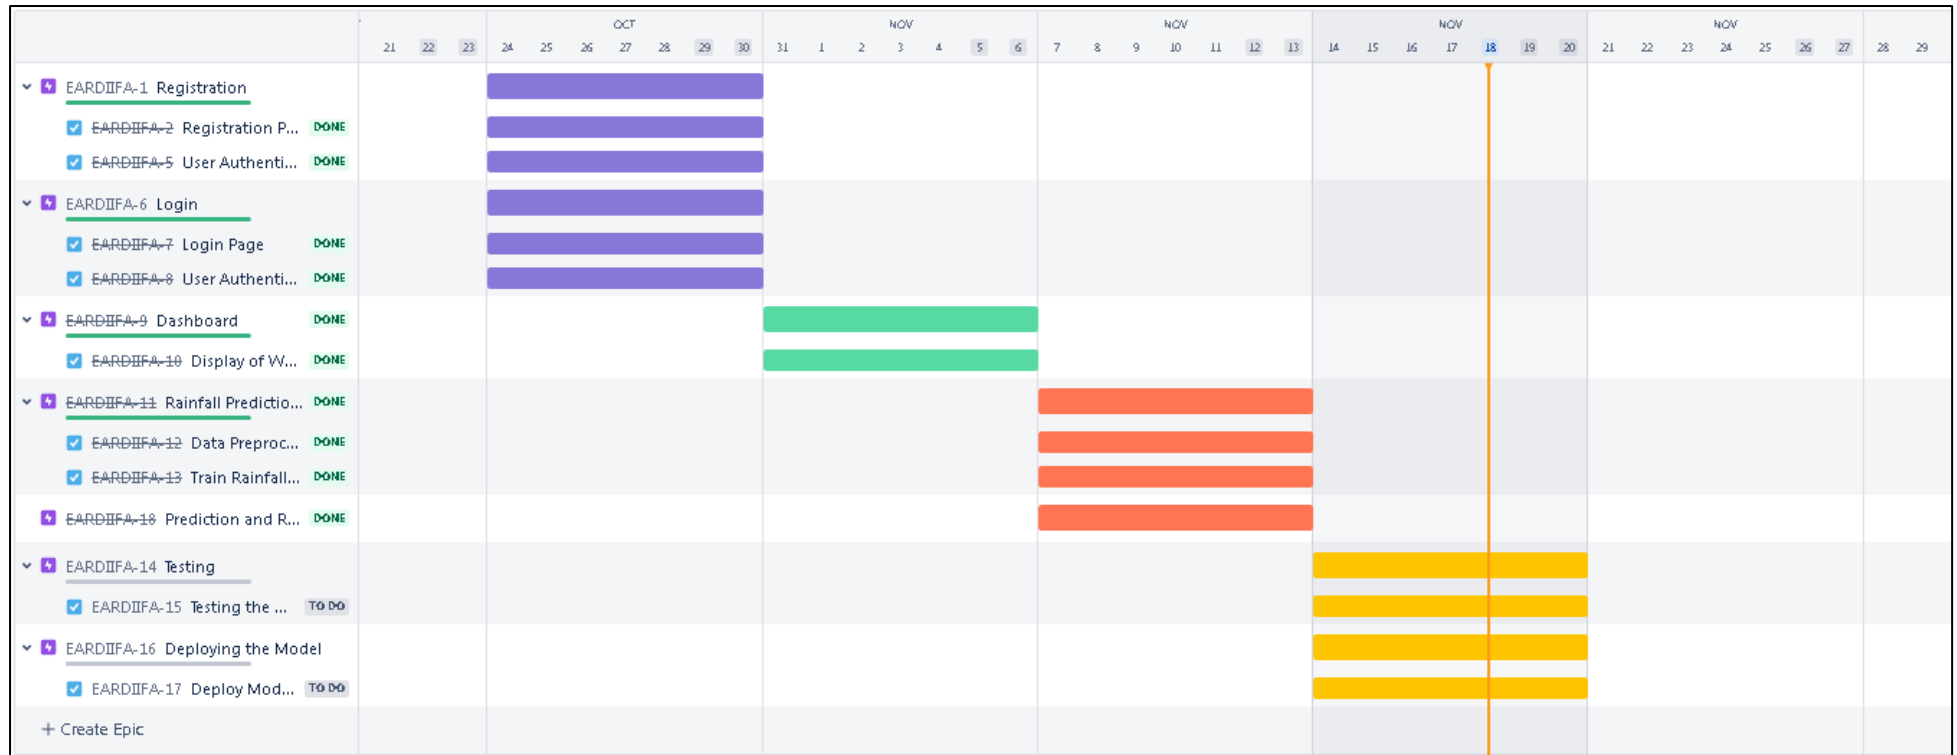 OCT NOV NOV NOV NOV
21 22 23 24 25 26 27 28 29 30 31 1 2 3 4 5 6 7 8 9 10 11 12 13 14 15 16 17 18 19 20 21 22 23 24 25 26 27 28 29
EARDIIFA-1 Registration
EARDIIFA-2 Registration P... DONE
EARDIIFA-5 User Authenti... DONE
EARDIIFA-6 Login
EARDIIFA-7 Login Page DONE
EARDIIFA-8 User Authenti... DONE
EARDIIFA-9 Dashboard DONE
EARDIIFA-10 Display of W... DONE
EARDIIFA-11 Rainfall Predictio... DONE
EARDIIFA-12 Data Preproc... DONE
EARDIIFA-13 Train Rainfall... DONE
EARDIIFA-18 Prediction and R... DONE
EARDIIFA-14 Testing
EARDIIFA-15 Testing the ... TO DO
EARDIIFA-16 Deploying the Model
EARDIIFA-17 Deploy Mod... TO DO
+ Create Epic